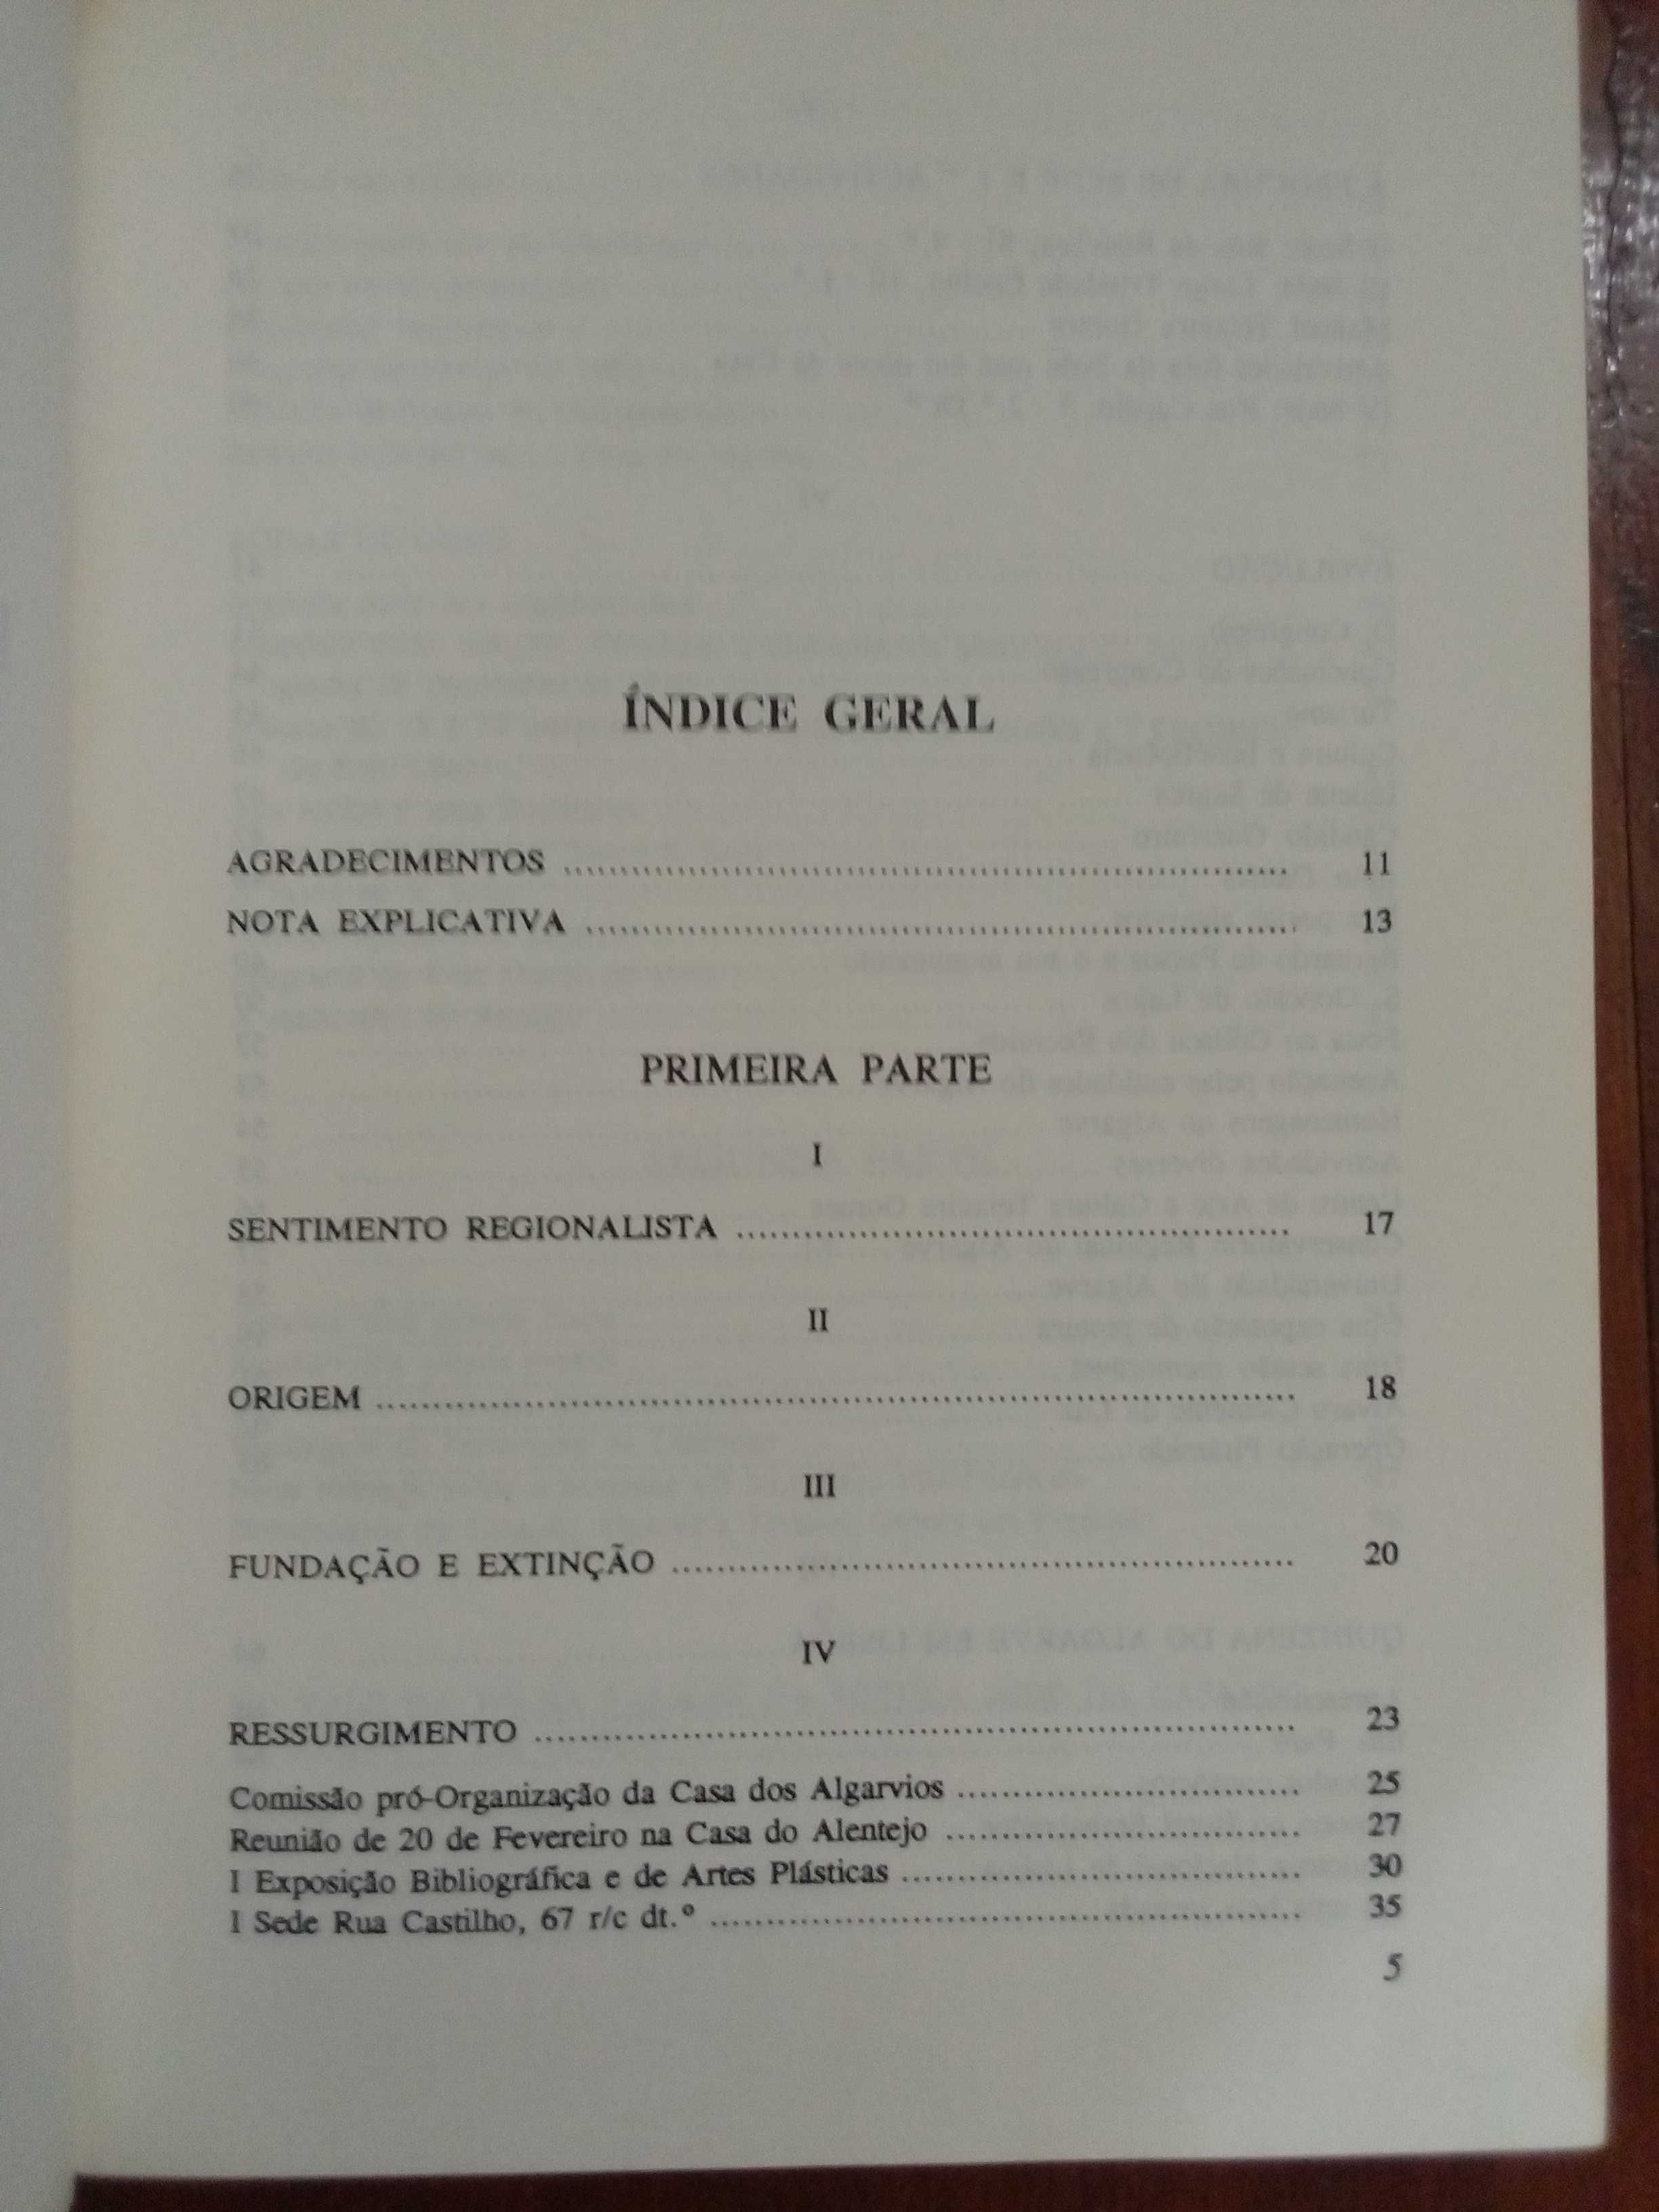 ÍNDICE GERAL
AGRADECIMENTOS ........ 11
NOTA EXPLICATIVA ........ 13
PRIMEIRA PARTE
I
SENTIMENTO REGIONALISTA ........ 17
II
ORIGEM ........ 18
III
FUNDAÇÃO E EXTINÇÃO ........ 20
IV
RESSURGIMENTO ........ 23
Comissão pró-Organização da Casa dos Algarvios ........ 25
Reunião de 20 de Fevereiro na Casa do Alentejo ........ 27
I Exposição Bibliográfica e de Artes Plásticas ........ 30
I Sede Rua Castilho, 67 r/c dt.º ........ 35
5